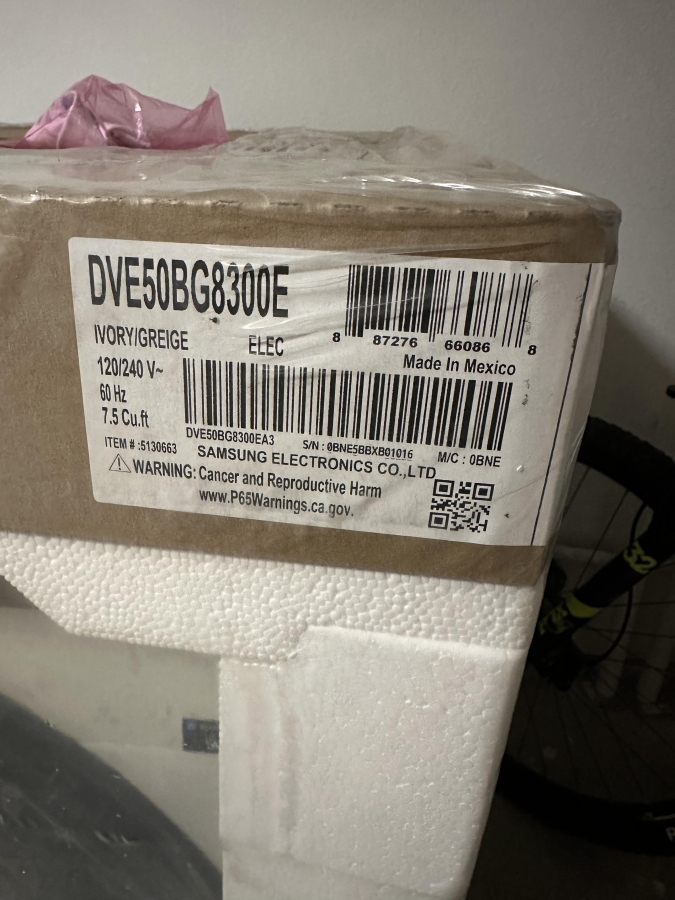 DVE50BG8300E
IVORY/GREIGE ELEC
8 87276 66086 8
Made In Mexico
120/240 V~
60 Hz
7.5 Cu.ft
DVE50BG8300EA3 S/N : 0BNE5BBXB01016 M/C : 0BNE
ITEM # :5130663 SAMSUNG ELECTRONICS CO.,LTD
WARNING: Cancer and Reproductive Harm
www.P65Warnings.ca.gov.
32